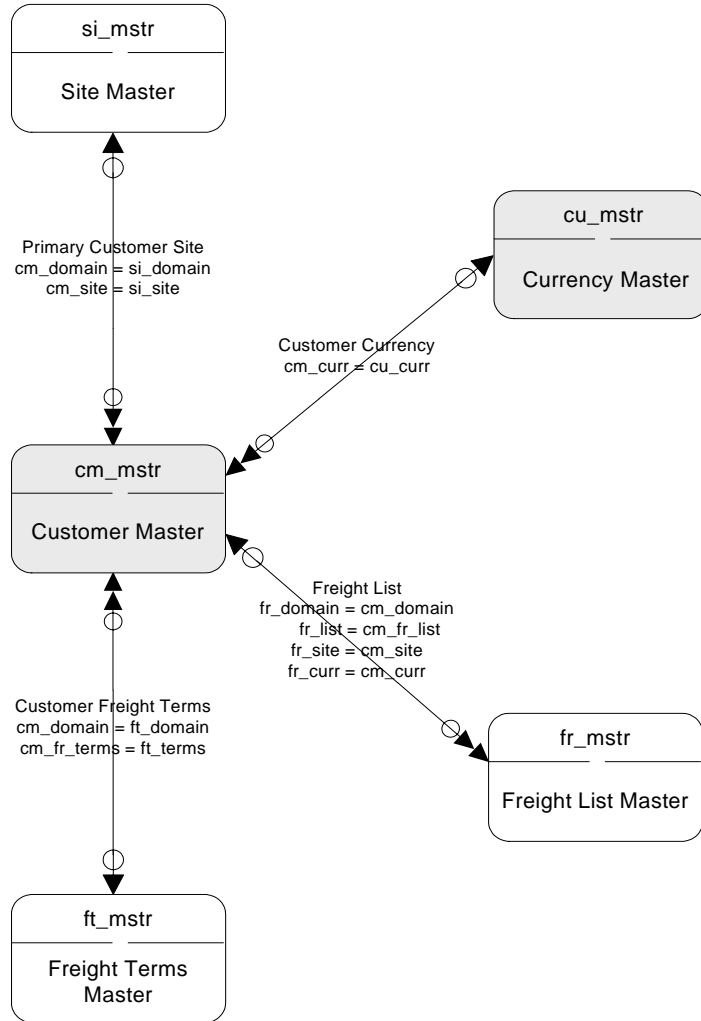 si_mstr
Site Master
Primary Customer Site
cm_domain = si_domain
cm_site = si_site
cu_mstr
Currency Master
Customer Currency
cm_curr = cu_curr
cm_mstr
Customer Master
Freight List
fr_domain = cm_domain
fr_list = cm_fr_list
fr_site = cm_site
fr_curr = cm_curr
Customer Freight Terms
cm_domain = ft_domain
cm_fr_terms = ft_terms
fr_mstr
Freight List Master
ft_mstr
Freight Terms
Master